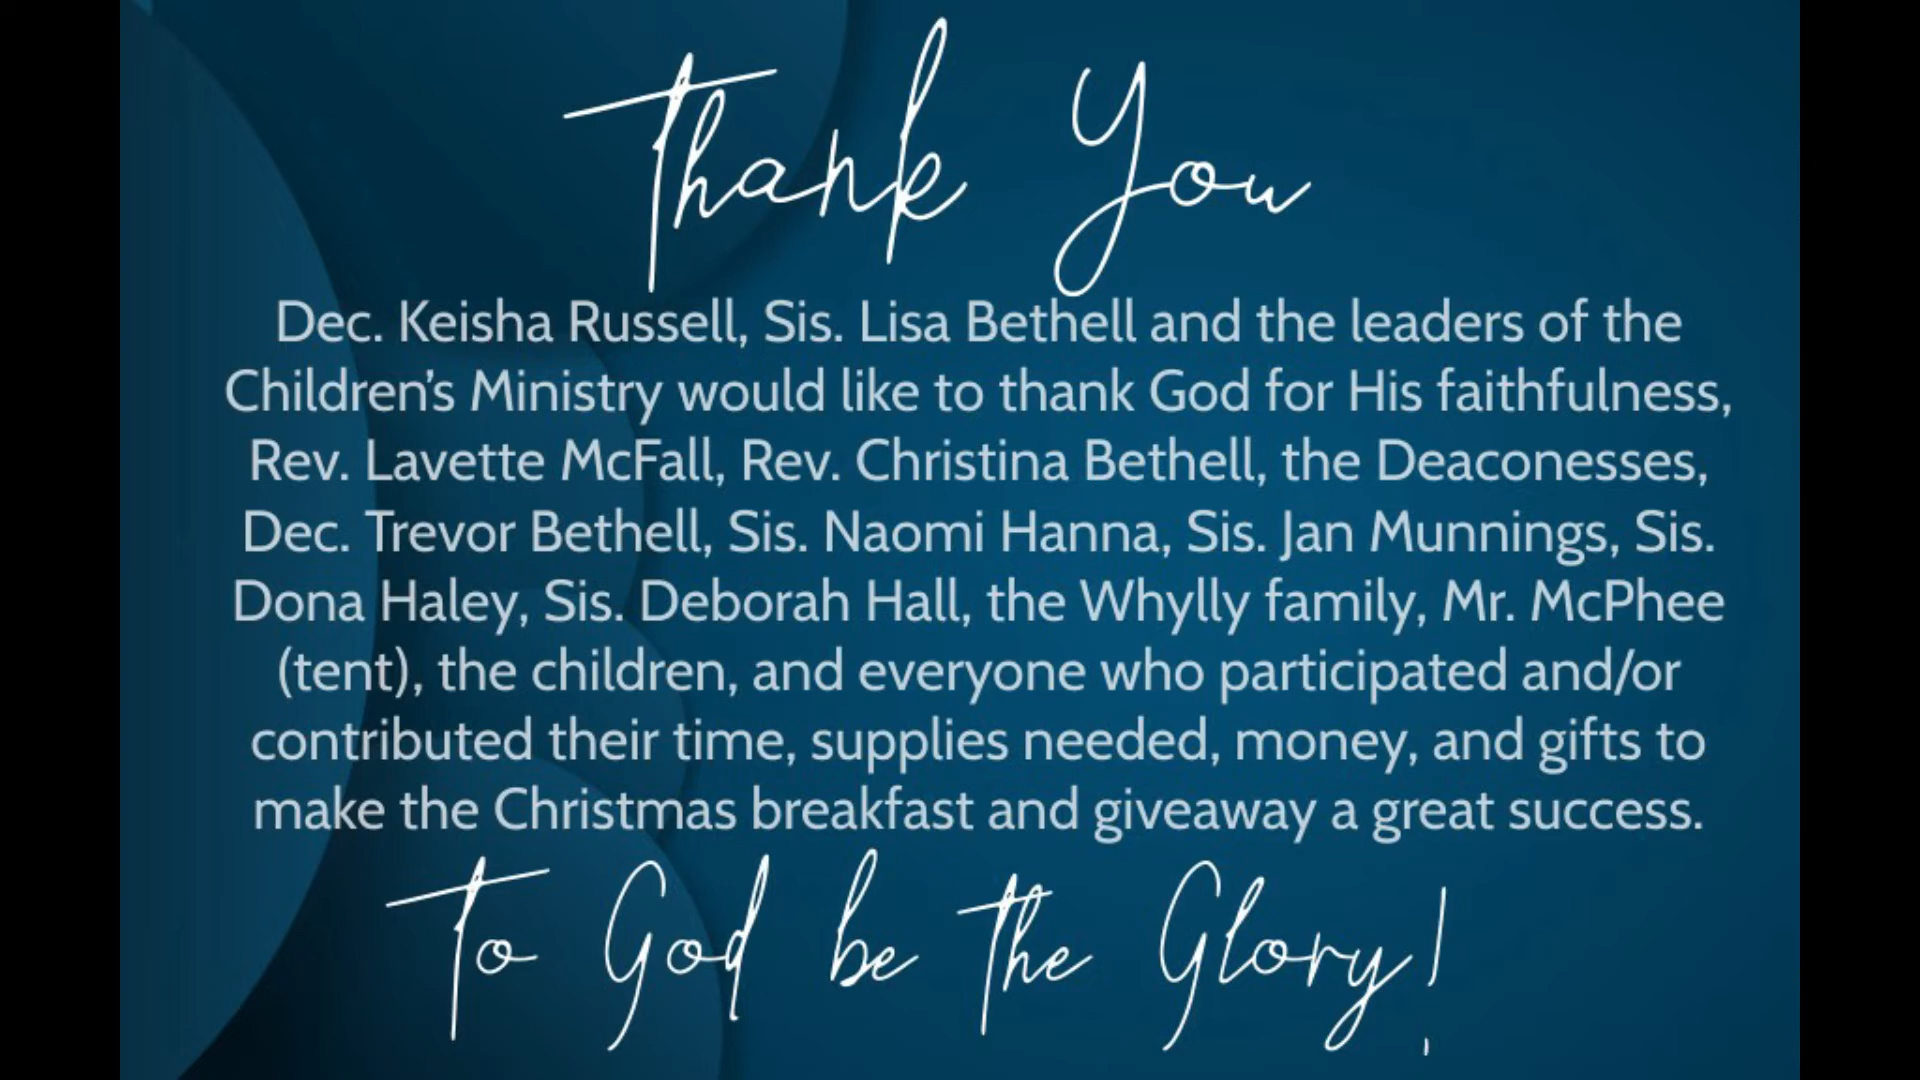 Thank You
Dec. Keisha Russell, Sis. Lisa Bethell and the leaders of the
Children’s Ministry would like to thank God for His faithfulness,
Rev. Lavette McFall, Rev. Christina Bethell, the Deaconesses,
Dec. Trevor Bethell, Sis. Naomi Hanna, Sis. Jan Munnings, Sis.
Dona Haley, Sis. Deborah Hall, the Whylly family, Mr. McPhee
(tent), the children, and everyone who participated and/or
contributed their time, supplies needed, money, and gifts to
make the Christmas breakfast and giveaway a great success.
To God be the Glory!